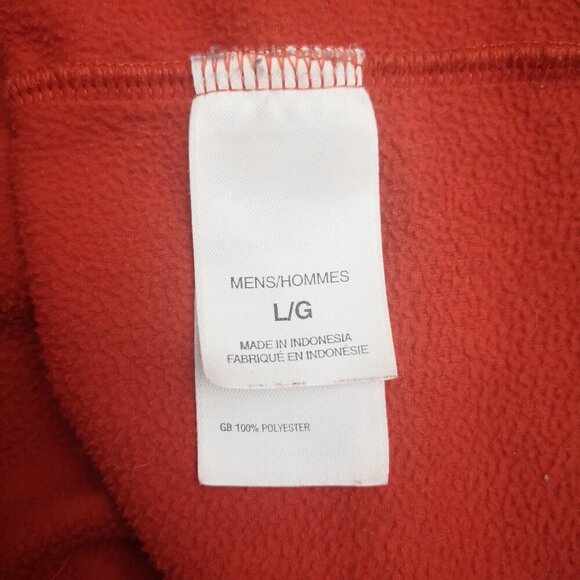 MENS/HOMMES
L/G
MADE IN INDONESIA
FABRIQUÉ EN INDONÉSIE
GB 100% POLYESTER